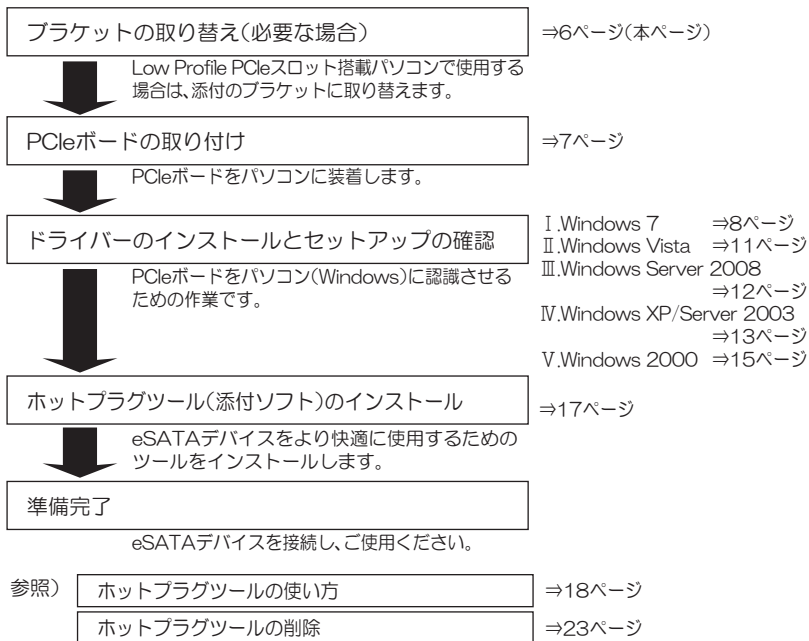 ブラケットの取り替え(必要な場合) ⇒6ページ(本ページ)
Low Profile PCIeスロット搭載パソコンで使用する
場合は、添付のブラケットに取り替えます。
PCIeボードの取り付け ⇒7ページ
PCIeボードをパソコンに装着します。
ドライバーのインストールとセットアップの確認
PCIeボードをパソコン(Windows)に認識させる
ための作業です。
Ⅰ.Windows 7 ⇒8ページ
Ⅱ.Windows Vista ⇒11ページ
Ⅲ.Windows Server 2008
⇒12ページ
Ⅳ.Windows XP/Server 2003
⇒13ページ
Ⅴ.Windows 2000 ⇒15ページ
ホットプラグツール(添付ソフト)のインストール ⇒17ページ
eSATAデバイスをより快適に使用するための
ツールをインストールします。
準備完了
eSATAデバイスを接続し、ご使用ください。
参照) ホットプラグツールの使い方 ⇒18ページ
ホットプラグツールの削除 ⇒23ページ